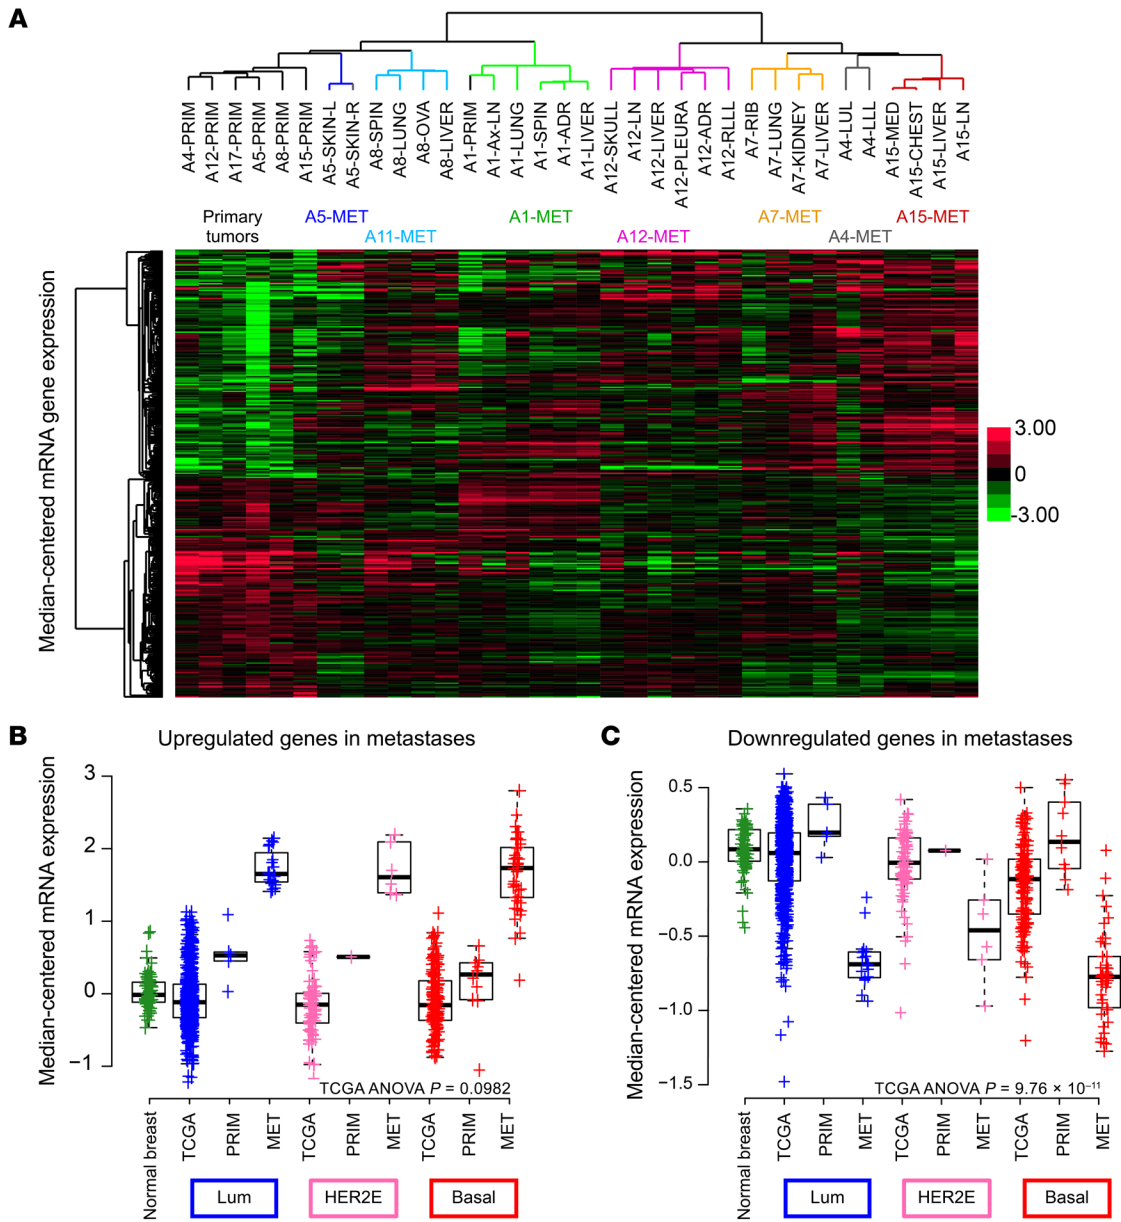 A
A4-PRIM
A12-PRIM
A17-PRIM
A5-PRIM
A8-PRIM
A15-PRIM
A5-SKIN-L
A5-SKIN-R
A8-SPIN
A8-LUNG
A8-OVA
A8-LIVER
A1-PRIM
A1-Ax-LN
A1-LUNG
A1-SPIN
A1-ADR
A1-LIVER
A12-SKULL
A12-LN
A12-LIVER
A12-PLEURA
A12-ADR
A12-RLLL
A7-RIB
A7-LUNG
A7-KIDNEY
A7-LIVER
A4-LUL
A4-LLL
A15-MED
A15-CHEST
A15-LIVER
A15-LN
Primary
tumors
A5-MET
A11-MET
A1-MET
A12-MET
A7-MET
A4-MET
A15-MET
Median-centered mRNA gene expression
3.00
0
-3.00
B
Upregulated genes in metastases
Median-centered mRNA expression
3
2
1
0
−1
TCGA ANOVA P = 0.0982
Normal breast
TCGA
PRIM
MET
TCGA
PRIM
MET
TCGA
PRIM
MET
Lum
HER2E
Basal
C
Downregulated genes in metastases
Median-centered mRNA expression
0.5
0.0
−0.5
−1.0
−1.5
TCGA ANOVA P = 9.76 × 10⁻¹¹
Normal breast
TCGA
PRIM
MET
TCGA
PRIM
MET
TCGA
PRIM
MET
Lum
HER2E
Basal